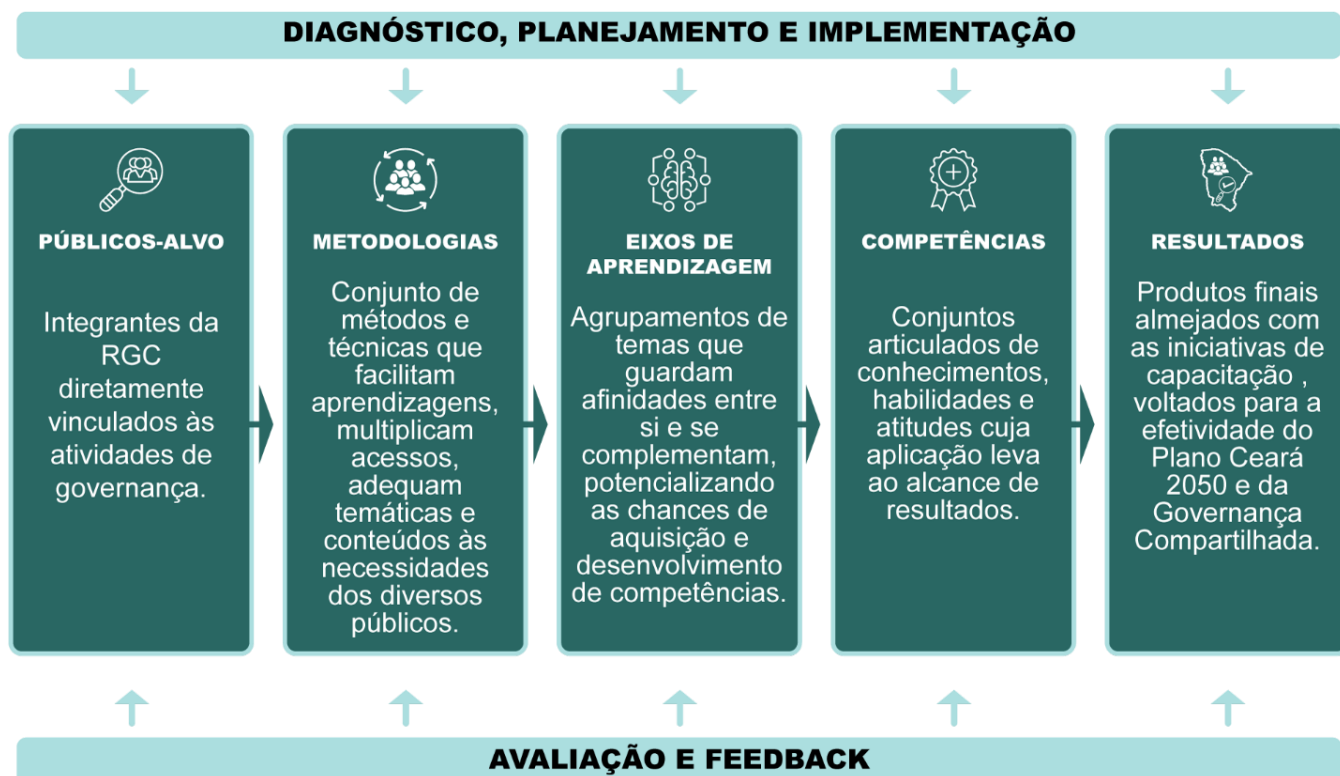 DIAGNÓSTICO, PLANEJAMENTO E IMPLEMENTAÇÃO
PÚBLICOS-ALVO
Integrantes da
RGC
diretamente
vinculados às
atividades de
governança.
METODOLOGIAS
Conjunto de
métodos e
técnicas que
facilitam
aprendizagens,
multiplicam
acessos,
adequam
temáticas e
conteúdos às
necessidades
dos diversos
públicos.
EIXOS DE
APRENDIZAGEM
Agrupamentos de
temas que
guardam
afinidades entre
si e se
complementam,
potencializando
as chances de
aquisição e
desenvolvimento
de competências.
COMPETÊNCIAS
Conjuntos
articulados de
conhecimentos,
habilidades e
atitudes cuja
aplicação leva
ao alcance de
resultados.
RESULTADOS
Produtos finais
almejados com
as iniciativas de
capacitação ,
voltados para a
efetividade do
Plano Ceará
2050 e da
Governança
Compartilhada.
AVALIAÇÃO E FEEDBACK